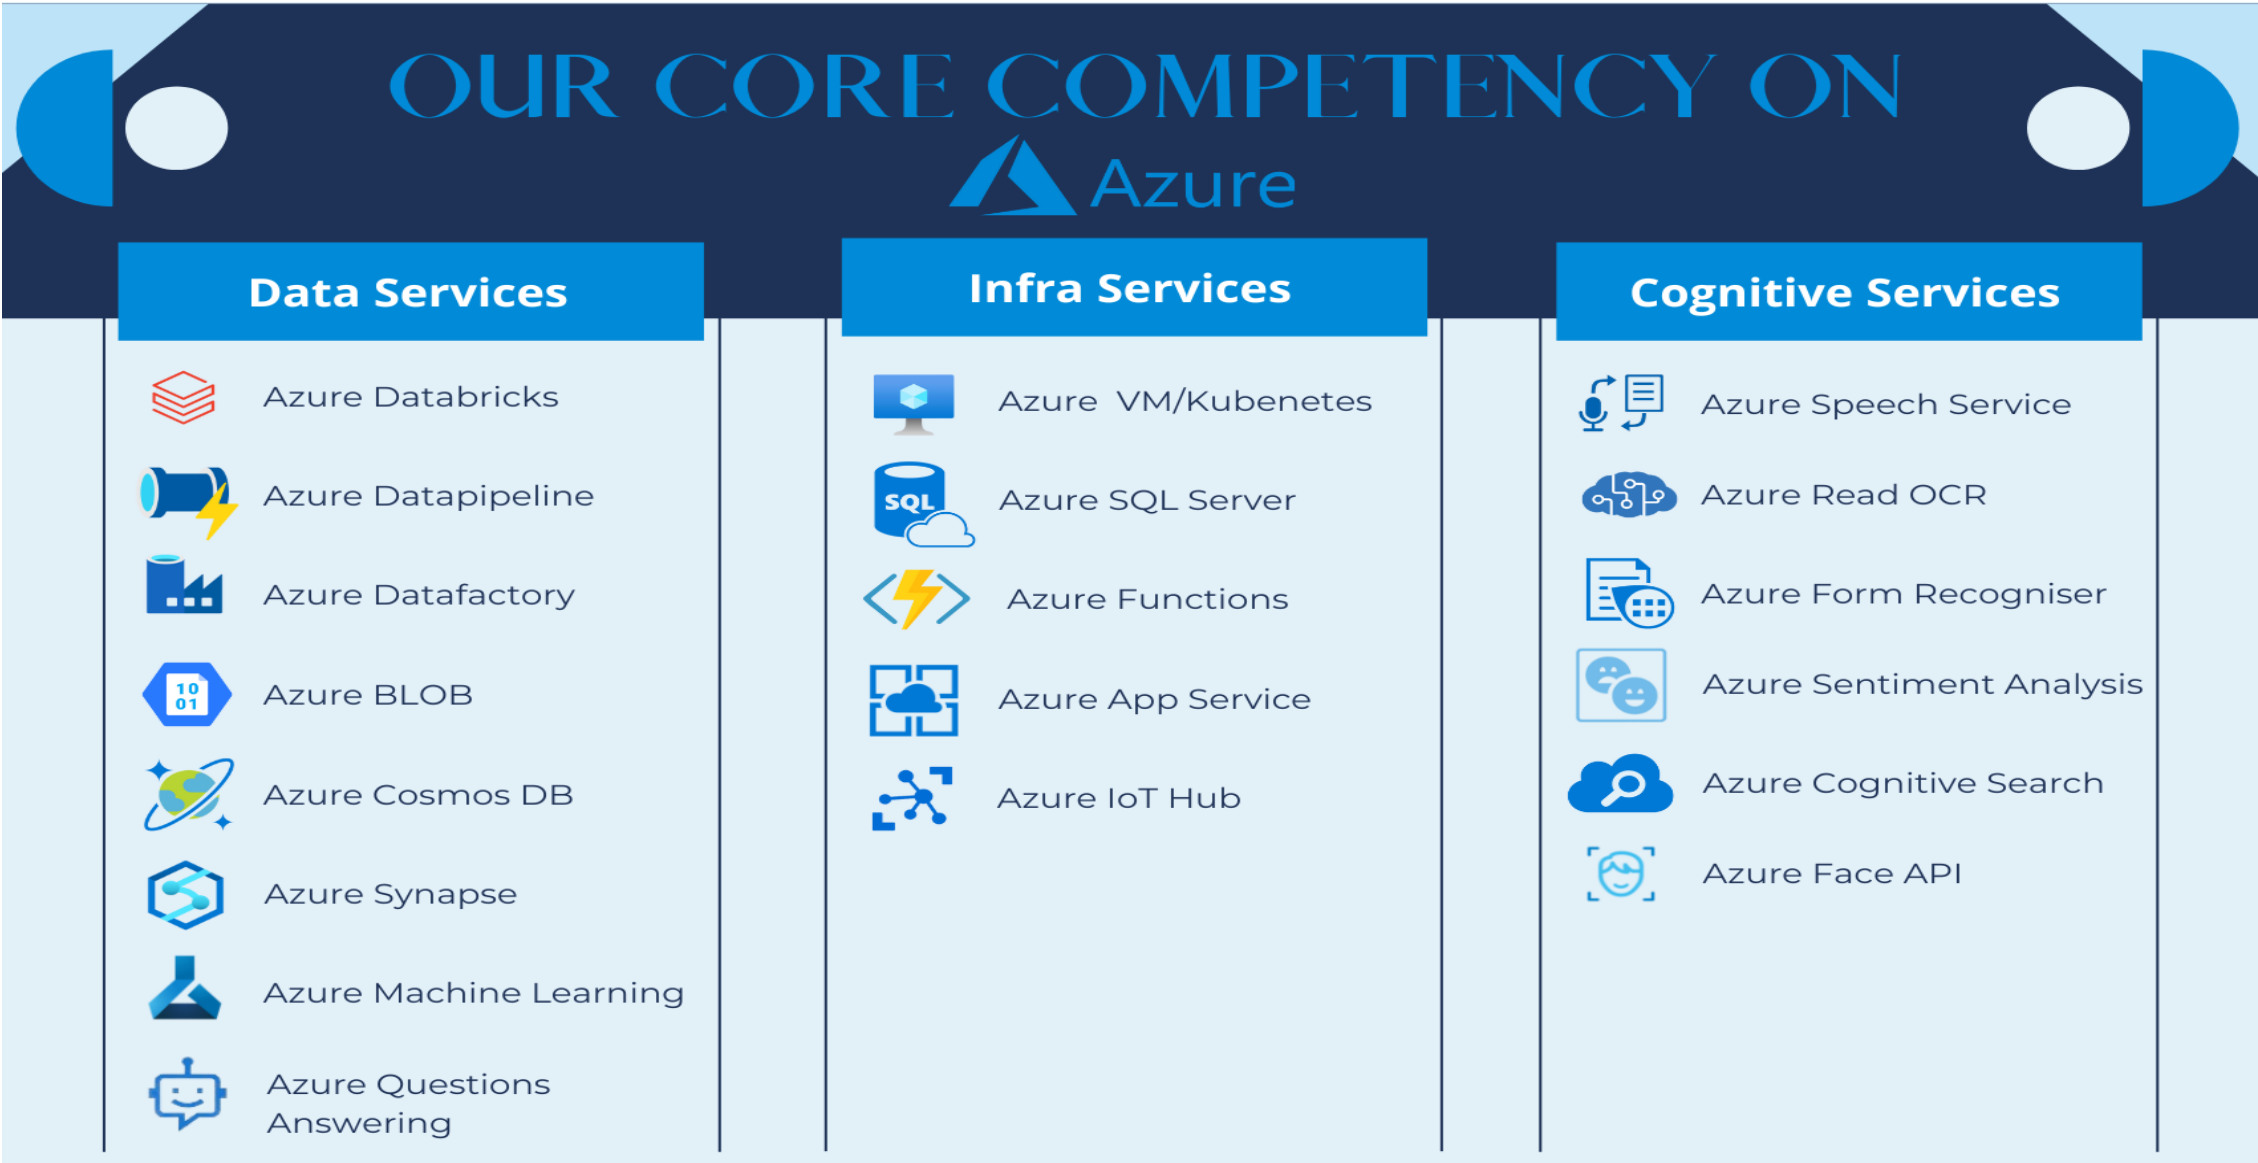 OUR CORE COMPETENCY ON
Azure
Data Services
Azure Databricks
Azure Datapipeline
Azure Datafactory
10
01
Azure BLOB
Azure Cosmos DB
Azure Synapse
Azure Machine Learning
Azure Questions
Answering
Infra Services
Azure VM/Kubenetes
SQL
Azure SQL Server
Azure Functions
Azure App Service
Azure IoT Hub
Cognitive Services
Azure Speech Service
Azure Read OCR
Azure Form Recogniser
Azure Sentiment Analysis
Azure Cognitive Search
Azure Face API